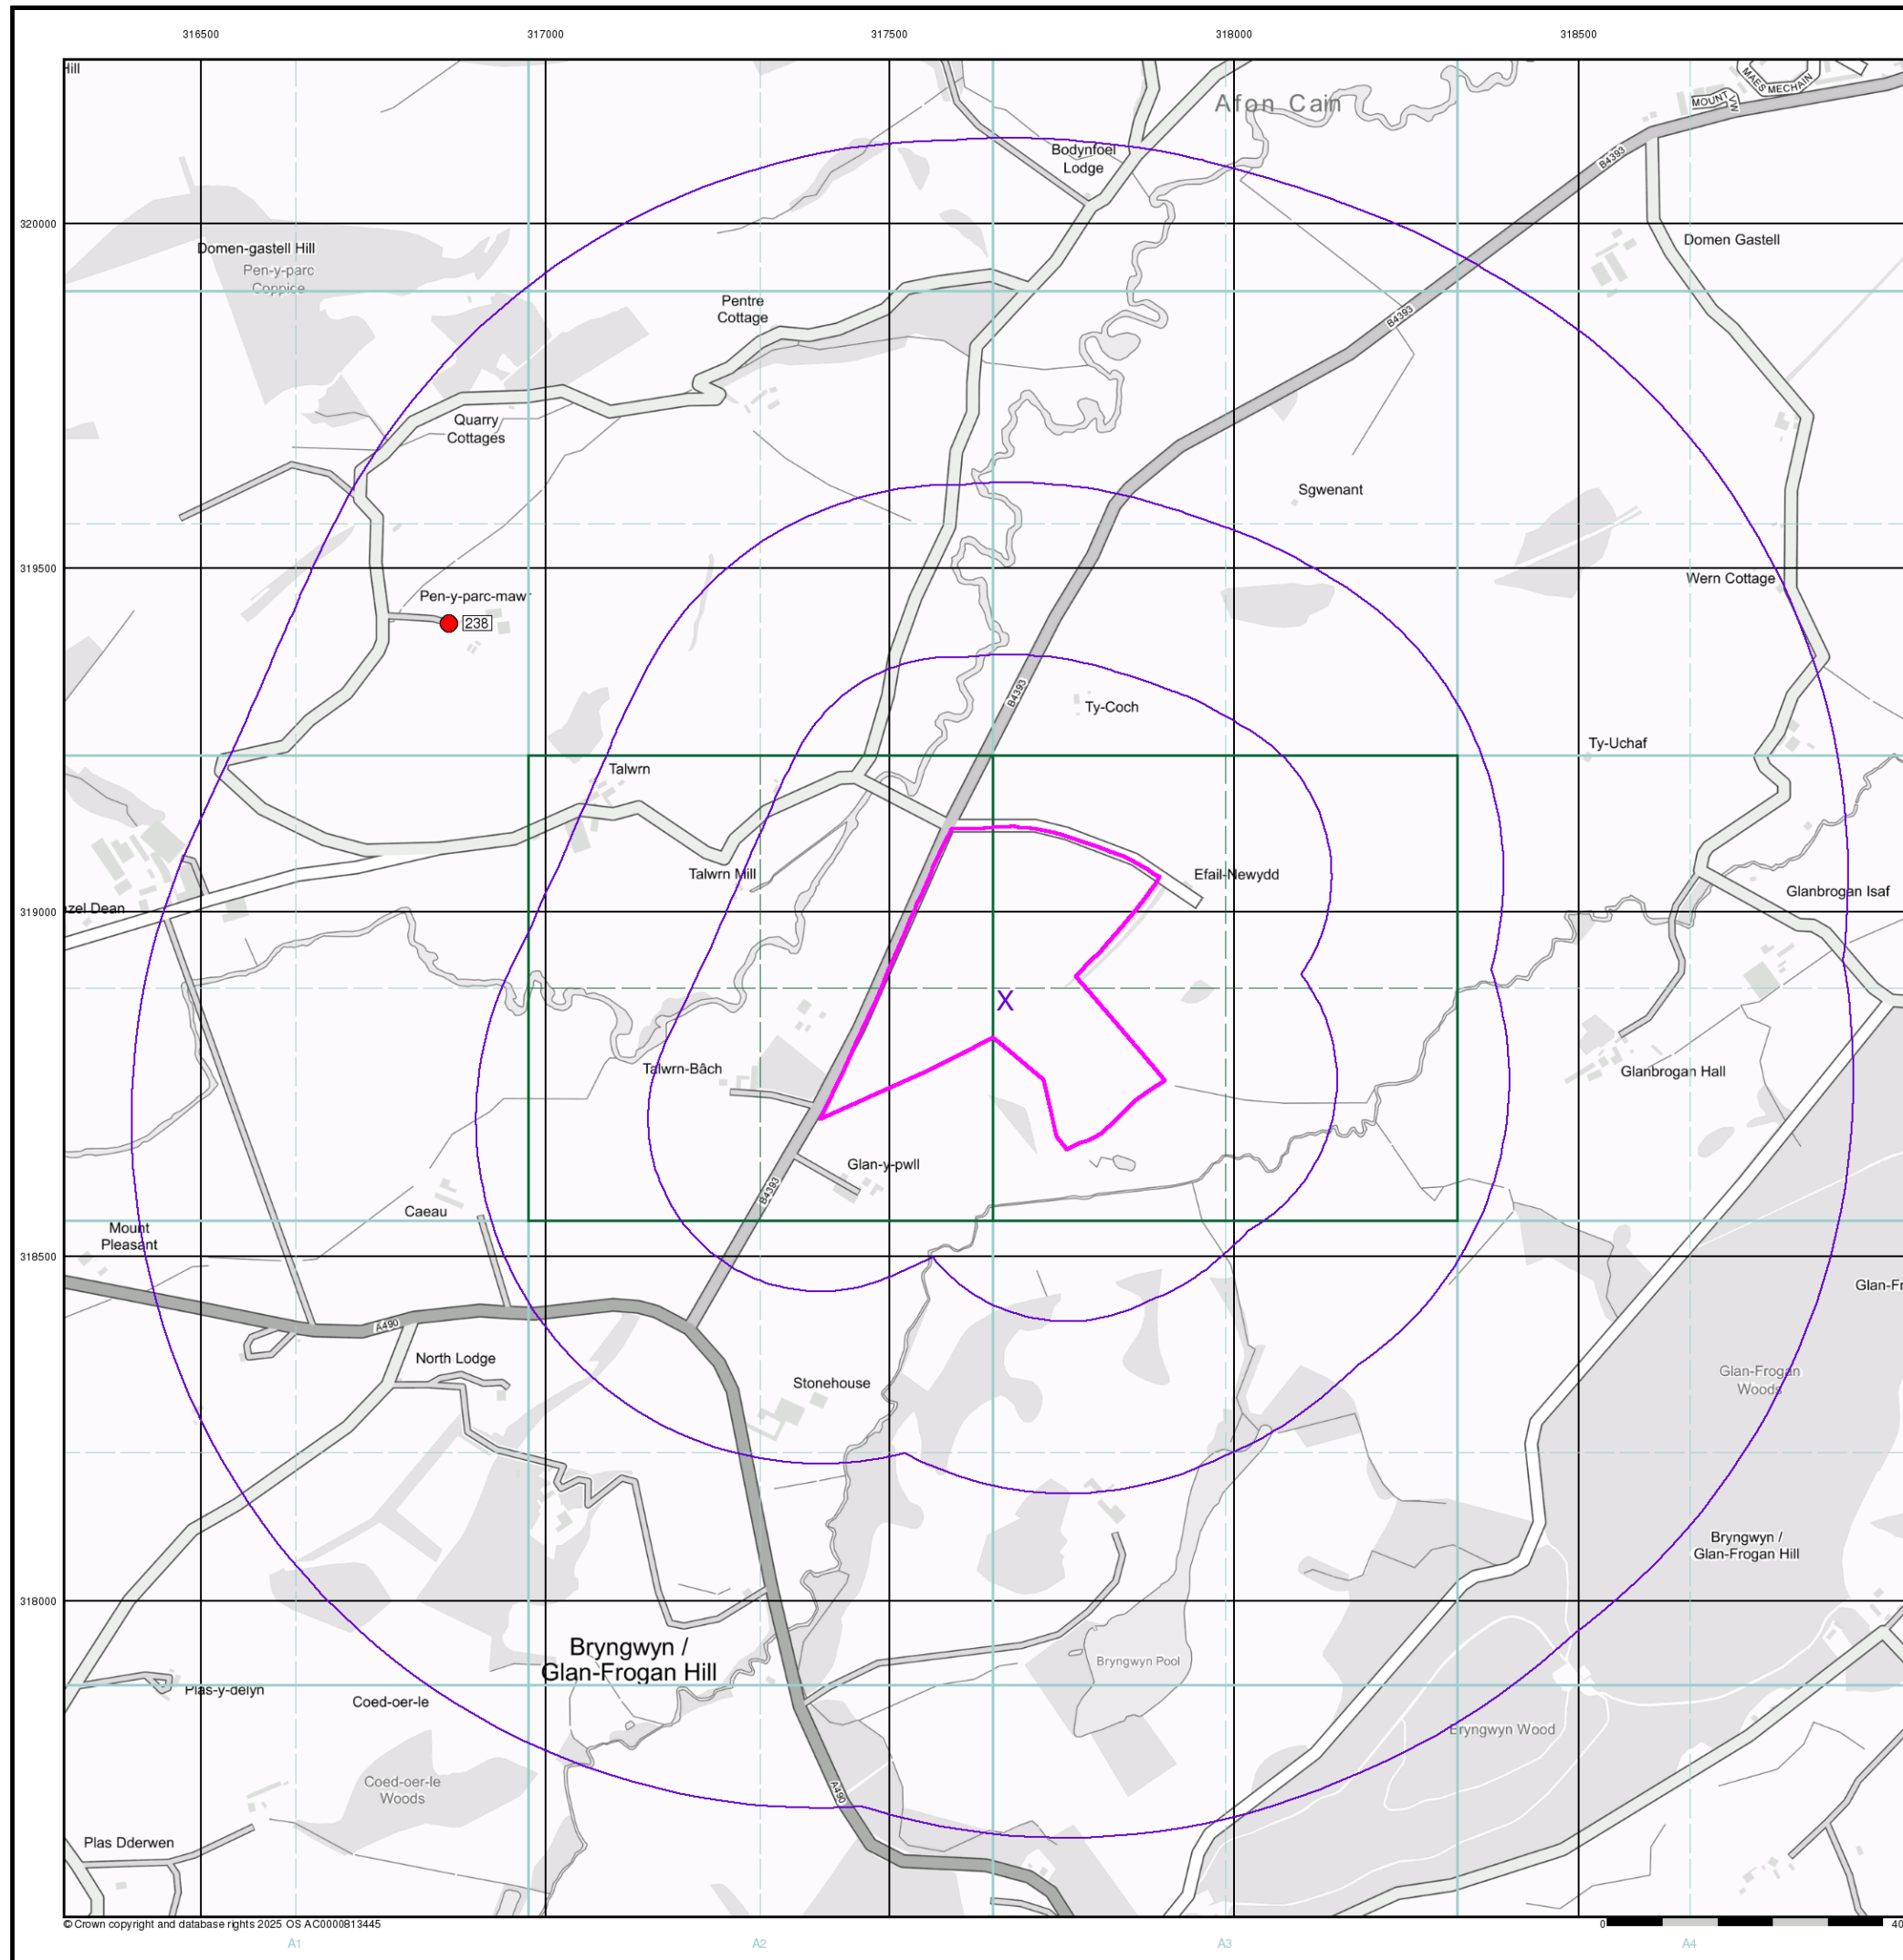 316500
317000
317500
318000
318500
Hill
Afon Cain
MAES MECHAIN
MOUNT VW
B4393
Bodynfoel
Lodge
320000
Domen-gastell Hill
Pen-y-parc
Coppice
Domen Gastell
Pentre
Cottage
B4393
Quarry
Cottages
Sgwenant
319500
Wern Cottage
Pen-y-parc-mawr
238
B4393
Ty-Coch
Ty-Uchaf
Talwrn
Talwrn Mill
Efail-Newydd
Glanbrogan Isaf
319000
zel Dean
X
Talwrn-Bâch
Glanbrogan Hall
Glan-y-pwll
B4393
Caeau
Mount
Pleasant
318500
Glan-Fr
A490
North Lodge
Stonehouse
Glan-Frogan
Woods
Bryngwyn /
Glan-Frogan Hill
318000
Bryngwyn /
Glan-Frogan Hill
Bryngwyn Pool
Plas-y-delyn
Coed-oer-le
Bryngwyn Wood
Coed-oer-le
Woods
A490
Plas Dderwen
© Crown copyright and database rights 2025 OS AC0000813445
0
40
A1
A2
A3
A4